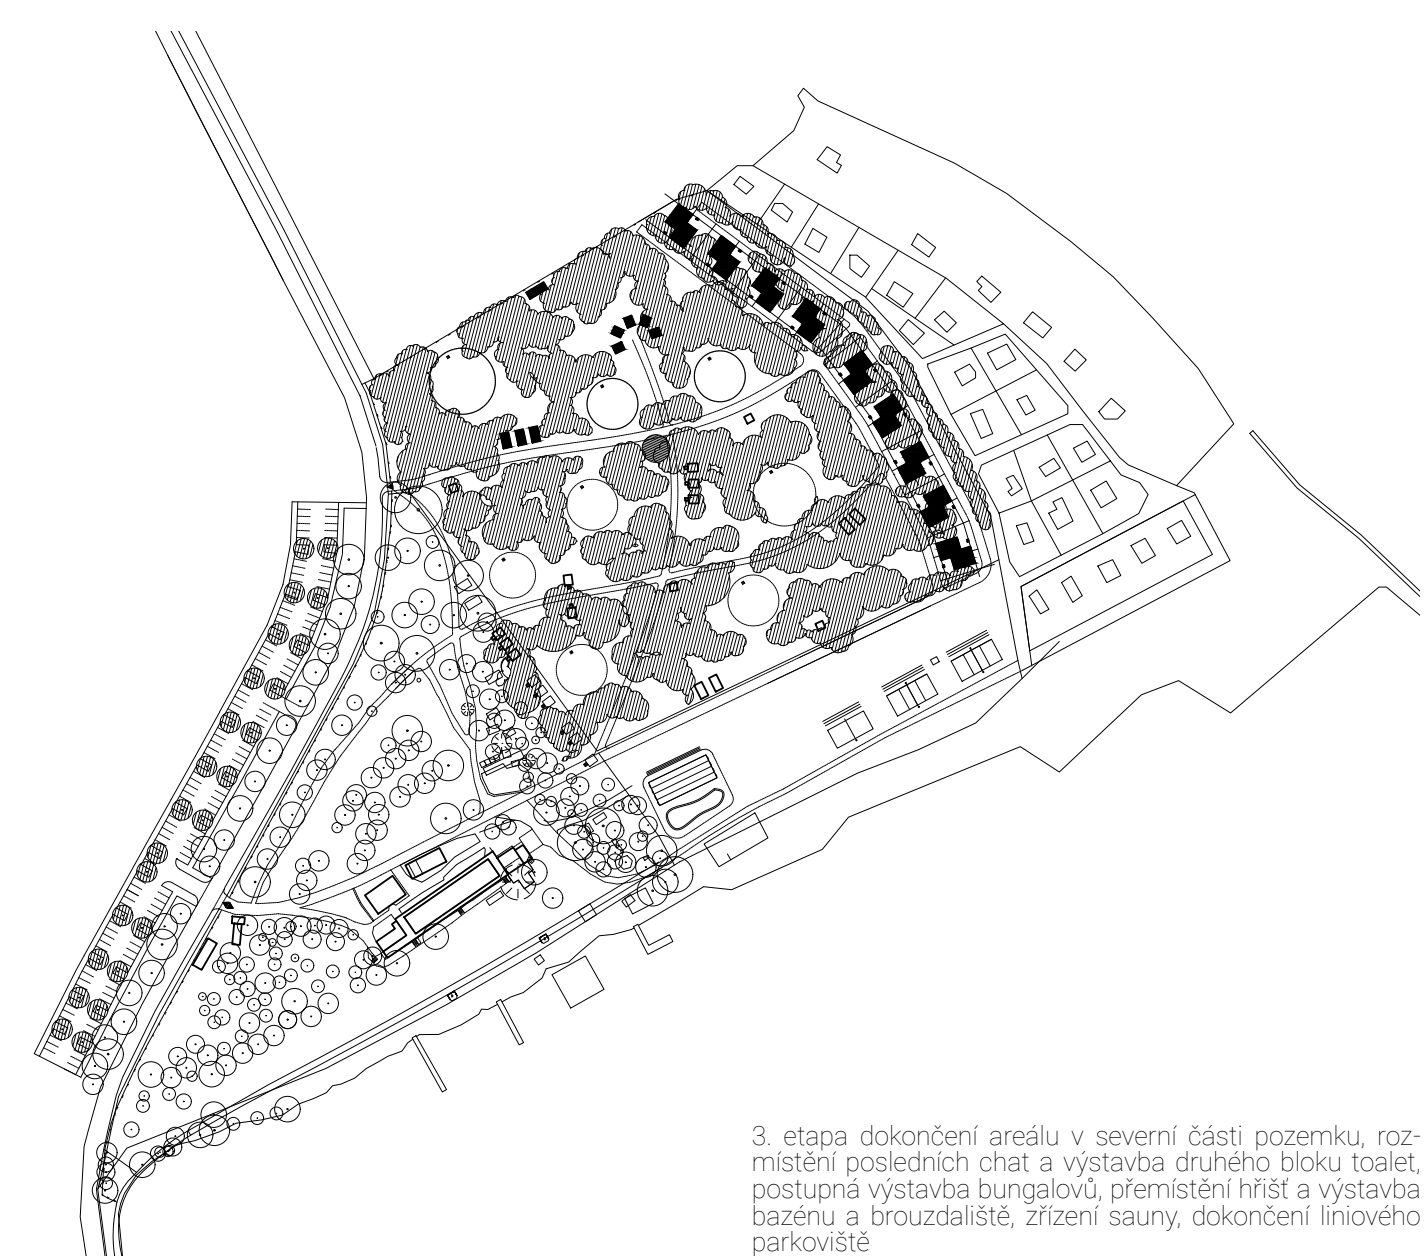 3. etapa dokončení areálu v severní části pozemku, roz-
místění posledních chat a výstavba druhého bloku toalet,
postupná výstavba bungalovů, přemístění hřišť a výstavba
bazénu a brouzdaliště, zřízení sauny, dokončení liniového
parkoviště